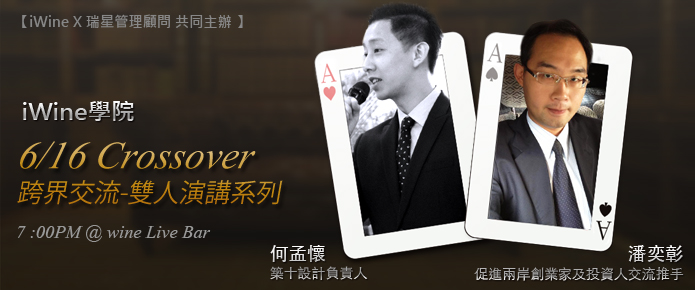 【 iWine X 瑞星管理顧問 共同主辦 】
iWine學院
6/16 Crossover
跨界交流-雙人演講系列
7 :00PM @ wine Live Bar
A
A
A
何孟懷
築十設計負責人
潘奕彰
促進兩岸創業家及投資人交流推手